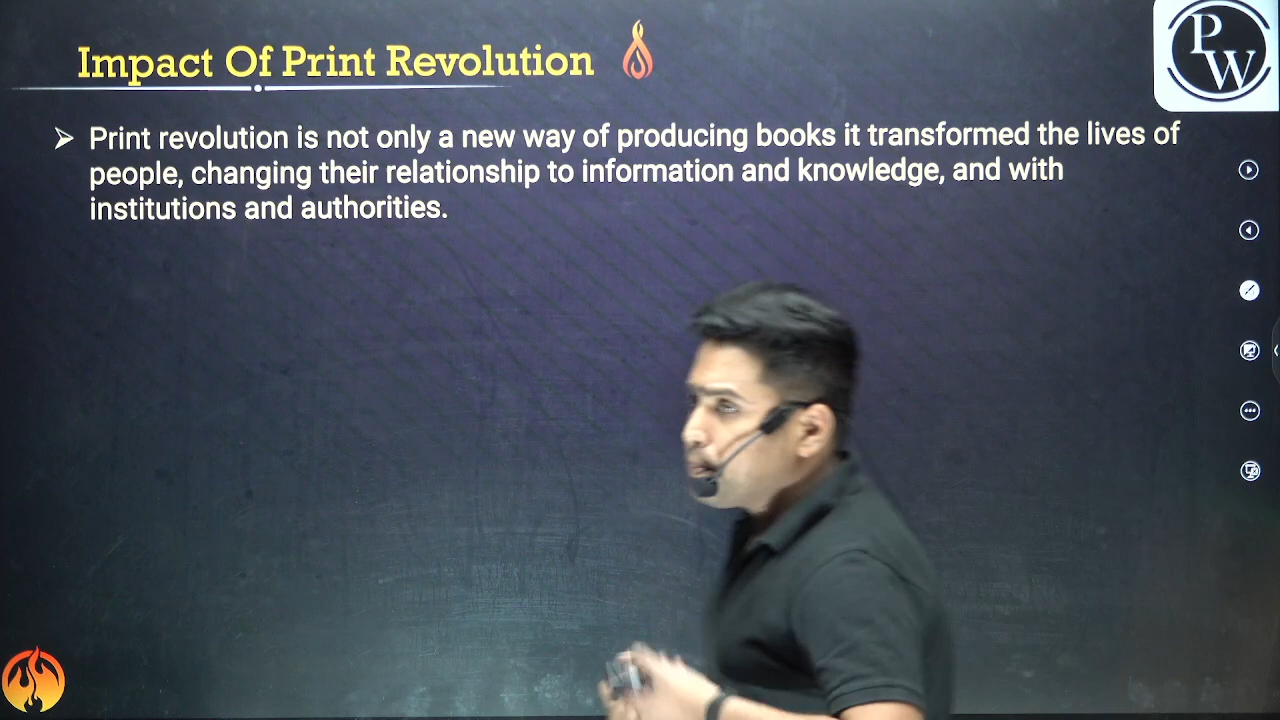 Impact Of Print Revolution
PW
Print revolution is not only a new way of producing books it transformed the lives of
people, changing their relationship to information and knowledge, and with
institutions and authorities.